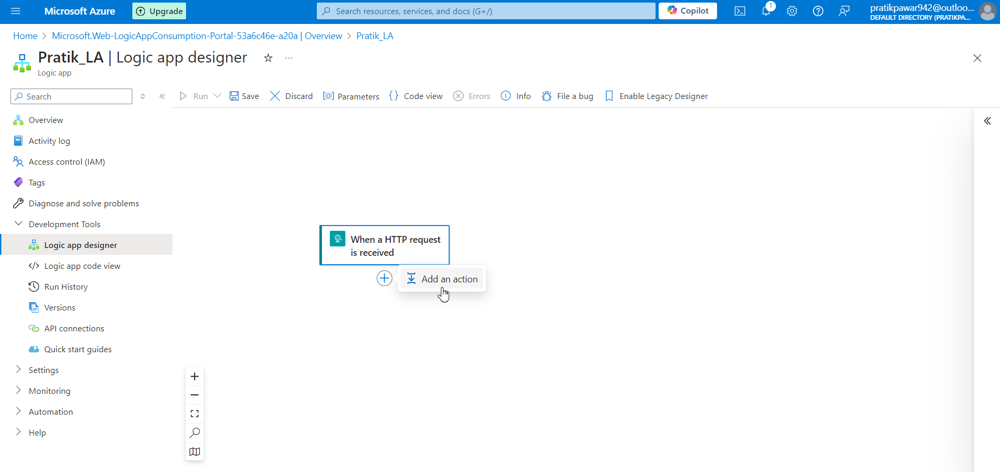 Microsoft Azure
Upgrade
Search resources, services, and docs (G+/)
Copilot
1
pratikpawar942@outloo...
DEFAULT DIRECTORY (PRATIKPA...
Home > Microsoft.Web-LogicAppConsumption-Portal-53a6c46e-a20a | Overview > Pratik_LA
Pratik_LA | Logic app designer
Logic app
Search
Run
Save
Discard
Parameters
Code view
Errors
Info
File a bug
Enable Legacy Designer
Overview
Activity log
Access control (IAM)
Tags
Diagnose and solve problems
Development Tools
Logic app designer
Logic app code view
Run History
Versions
API connections
Quick start guides
Settings
Monitoring
Automation
Help
When a HTTP request
is received
Add an action